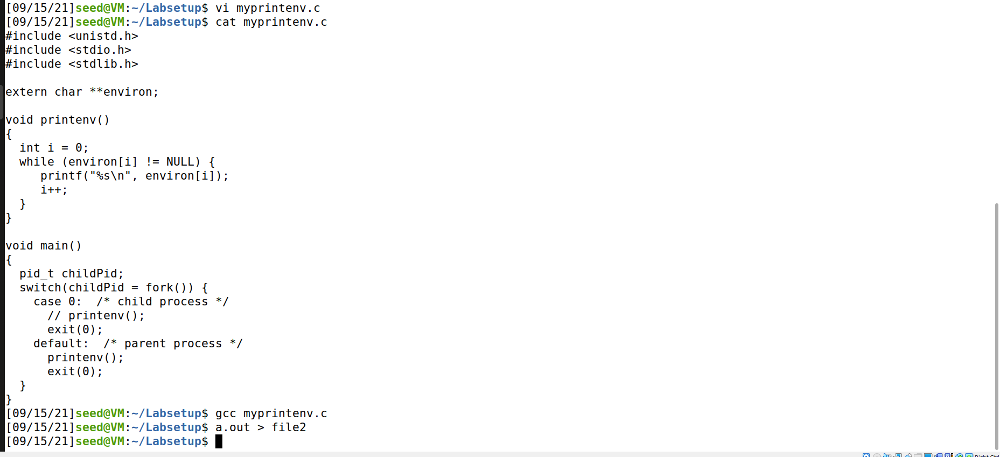 [09/15/21]seed@VM:~/Labsetup$ vi myprintenv.c
[09/15/21]seed@VM:~/Labsetup$ cat myprintenv.c
#include <unistd.h>
#include <stdio.h>
#include <stdlib.h>

extern char **environ;

void printenv()
{
  int i = 0;
  while (environ[i] != NULL) {
     printf("%s\n", environ[i]);
     i++;
  }
}

void main()
{
  pid_t childPid;
  switch(childPid = fork()) {
    case 0:  /* child process */
      // printenv();
      exit(0);
    default:  /* parent process */
      printenv();
      exit(0);
  }
}
[09/15/21]seed@VM:~/Labsetup$ gcc myprintenv.c
[09/15/21]seed@VM:~/Labsetup$ a.out > file2
[09/15/21]seed@VM:~/Labsetup$
Right Ctrl